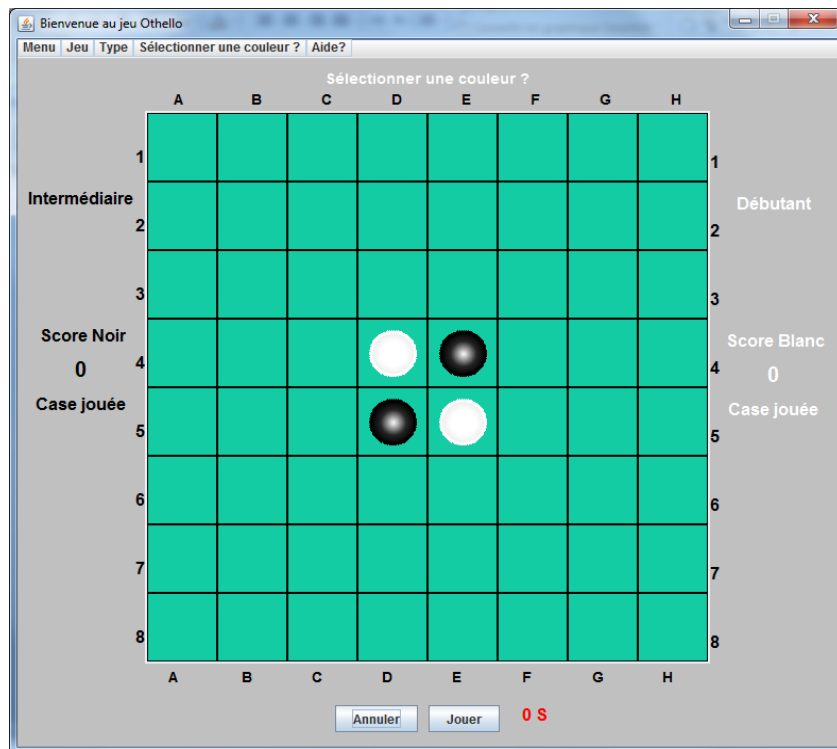 Bienvenue au jeu Othello
Menu Jeu Type Sélectionner une couleur ? Aide?
Sélectionner une couleur ?
A B C D E F G H
1 1
Intermédiaire Débutant
2 2
3 3
Score Noir Score Blanc
0 4 4 0
Case jouée Case jouée
5 5
6 6
7 7
8 8
A B C D E F G H
Annuler Jouer 0 S